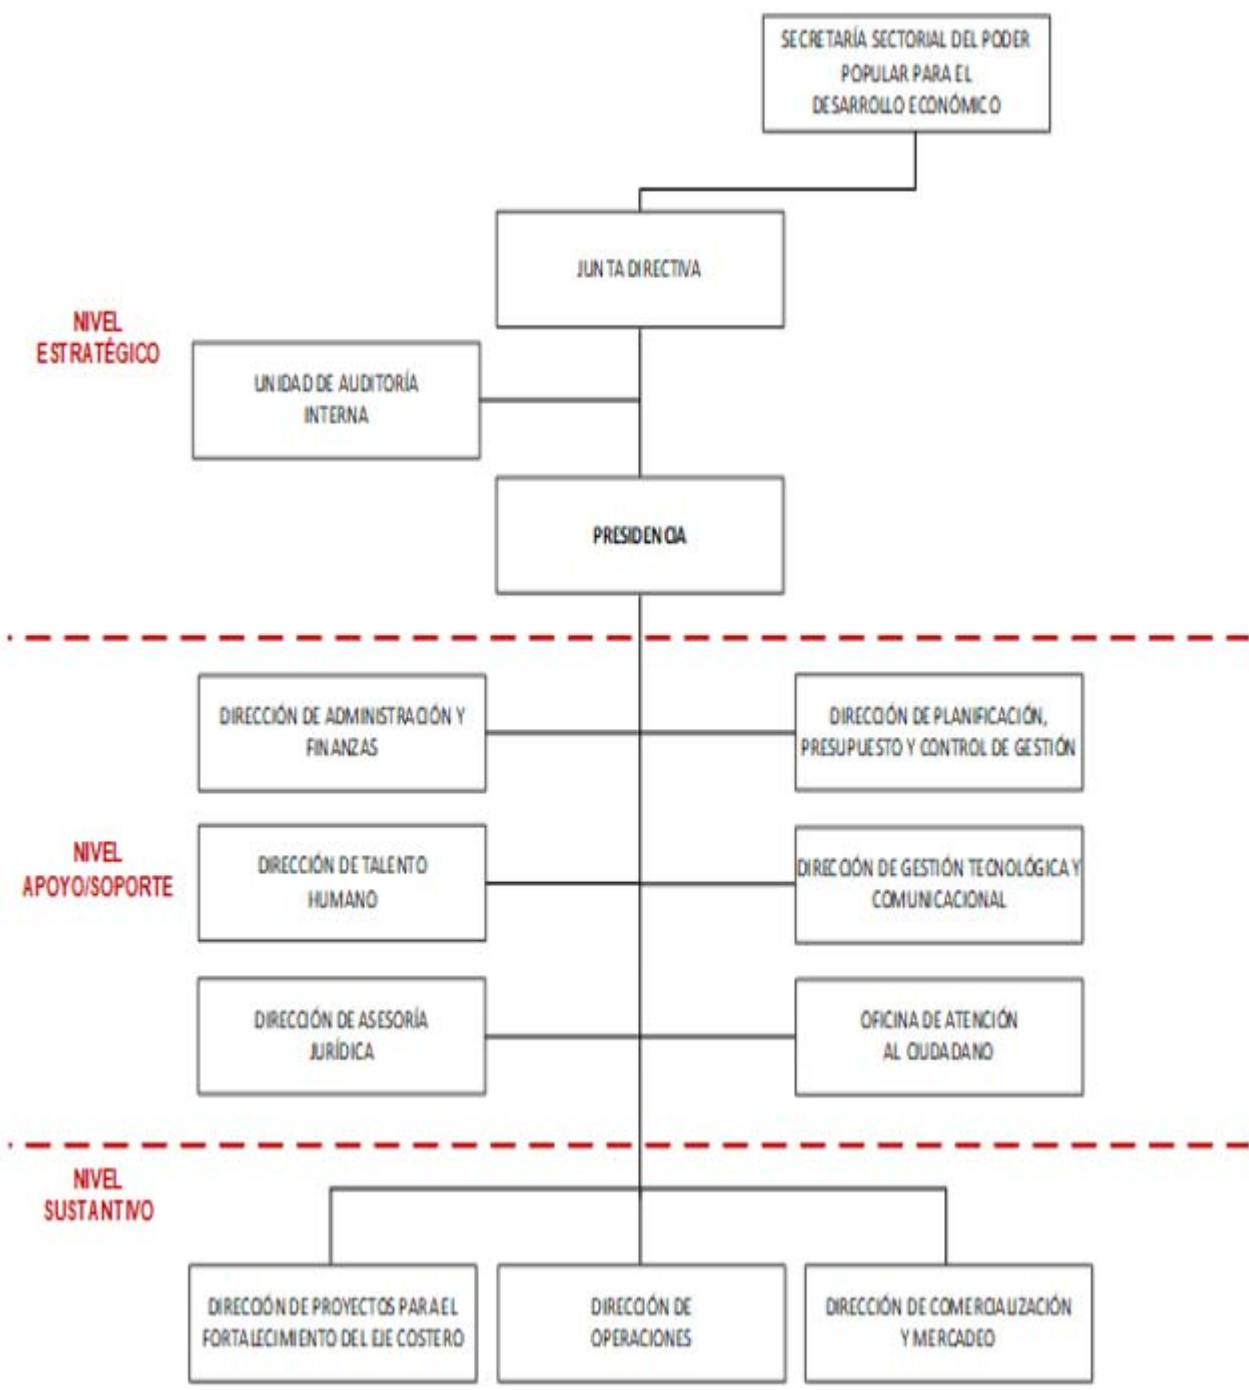 SECRETARÍA SECTORIAL DEL PODER
POPULAR PARA EL
DESARROLLO ECONÓMICO
JUNTA DIRECTIVA
NIVEL
ESTRATÉGICO
UNIDAD DE AUDITORÍA
INTERNA
PRESIDENCIA
DIRECCIÓN DE ADMINISTRACIÓN Y
FINANZAS
DIRECCIÓN DE PLANIFICACIÓN,
PRESUPUESTO Y CONTROL DE GESTIÓN
NIVEL
APOYO/SOPORTE
DIRECCIÓN DE TALENTO
HUMANO
DIRECCIÓN DE GESTIÓN TECNOLÓGICA Y
COMUNICACIONAL
DIRECCIÓN DE ASESORÍA
JURÍDICA
OFICINA DE ATENCIÓN
AL CIUDADANO
NIVEL
SUSTANTIVO
DIRECCIÓN DE PROYECTOS PARA EL
FORTALECIMIENTO DEL EJE COSTERO
DIRECCIÓN DE
OPERACIONES
DIRECCIÓN DE COMERCIALIZACIÓN
Y MERCADEO